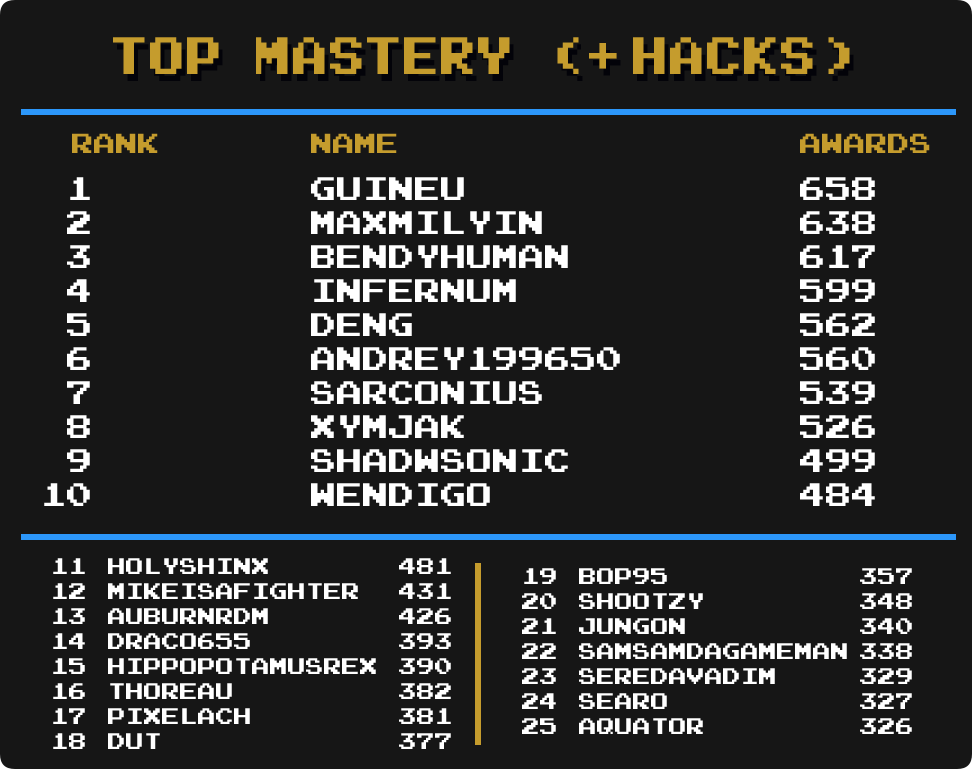 TOP MASTERY (+HACKS)
RANK NAME AWARDS
1 GUINEU 658
2 MAXMILYIN 638
3 BENDYHUMAN 617
4 INFERNUM 599
5 DENG 562
6 ANDREY199650 560
7 SARCONIUS 539
8 XYMJAK 526
9 SHADWSONIC 499
10 WENDIGO 484
11 HOLYSHINX 481
12 MIKEISAFIGHTER 431
13 AUBURNRDM 426
14 DRACO655 393
15 HIPPOPOTAMUSREX 390
16 THOREAU 382
17 PIXELACH 381
18 DUT 377
19 BOP95 357
20 SHOOTZY 348
21 JUNGON 340
22 SAMSAMDAGAMEMAN 338
23 SEREDAVADIM 329
24 SEARO 327
25 AQUATOR 326